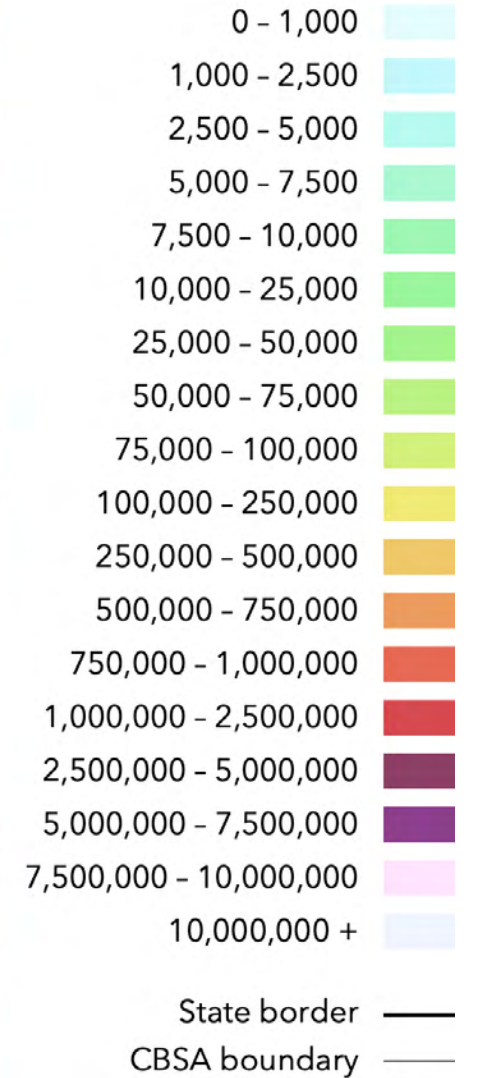 0 – 1,000
1,000 – 2,500
2,500 – 5,000
5,000 – 7,500
7,500 – 10,000
10,000 – 25,000
25,000 – 50,000
50,000 – 75,000
75,000 – 100,000
100,000 – 250,000
250,000 – 500,000
500,000 – 750,000
750,000 – 1,000,000
1,000,000 – 2,500,000
2,500,000 – 5,000,000
5,000,000 – 7,500,000
7,500,000 – 10,000,000
10,000,000 +
State border
CBSA boundary